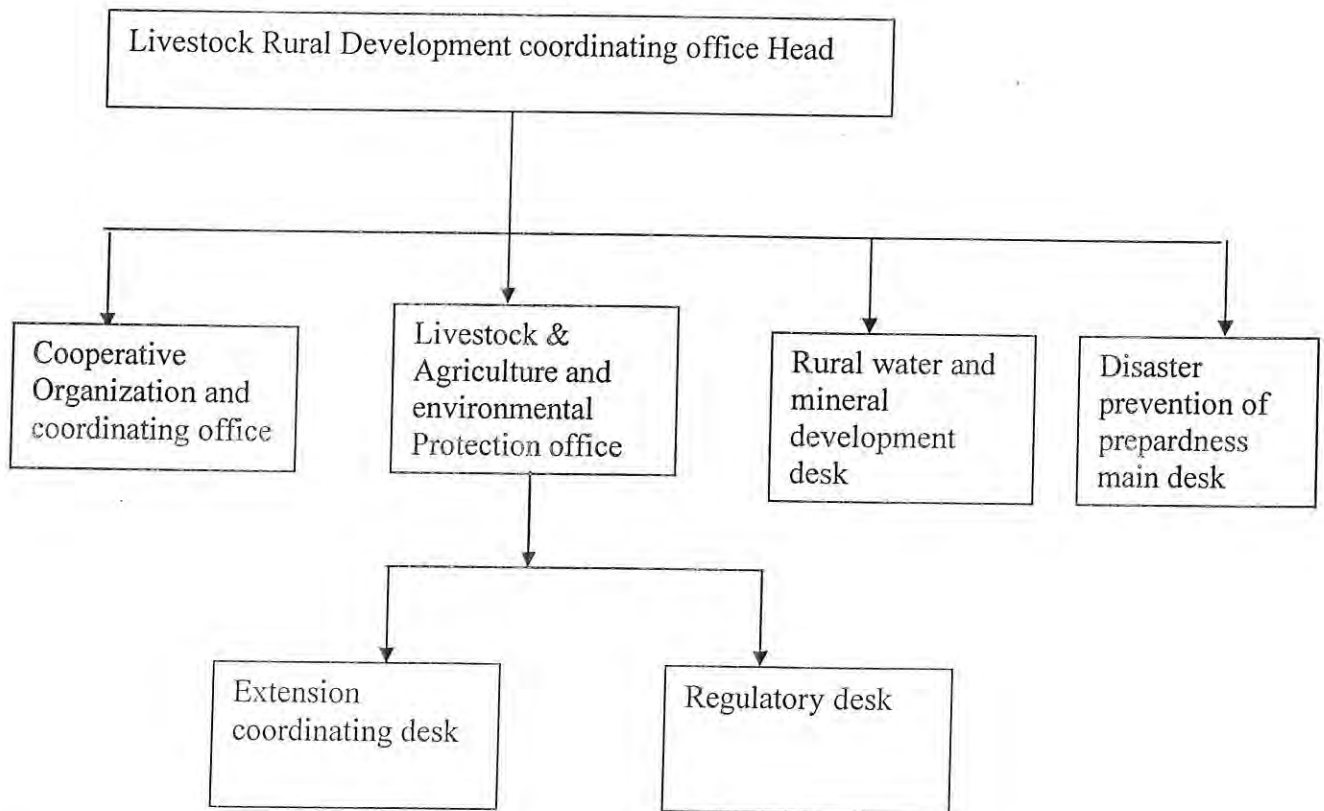 Livestock Rural Development coordinating office Head
Cooperative
Organization and
coordinating office
Livestock &
Agriculture and
environmental
Protection office
Rural water and
mineral
development
desk
Disaster
prevention of
prepardness
main desk
Extension
coordinating desk
Regulatory desk